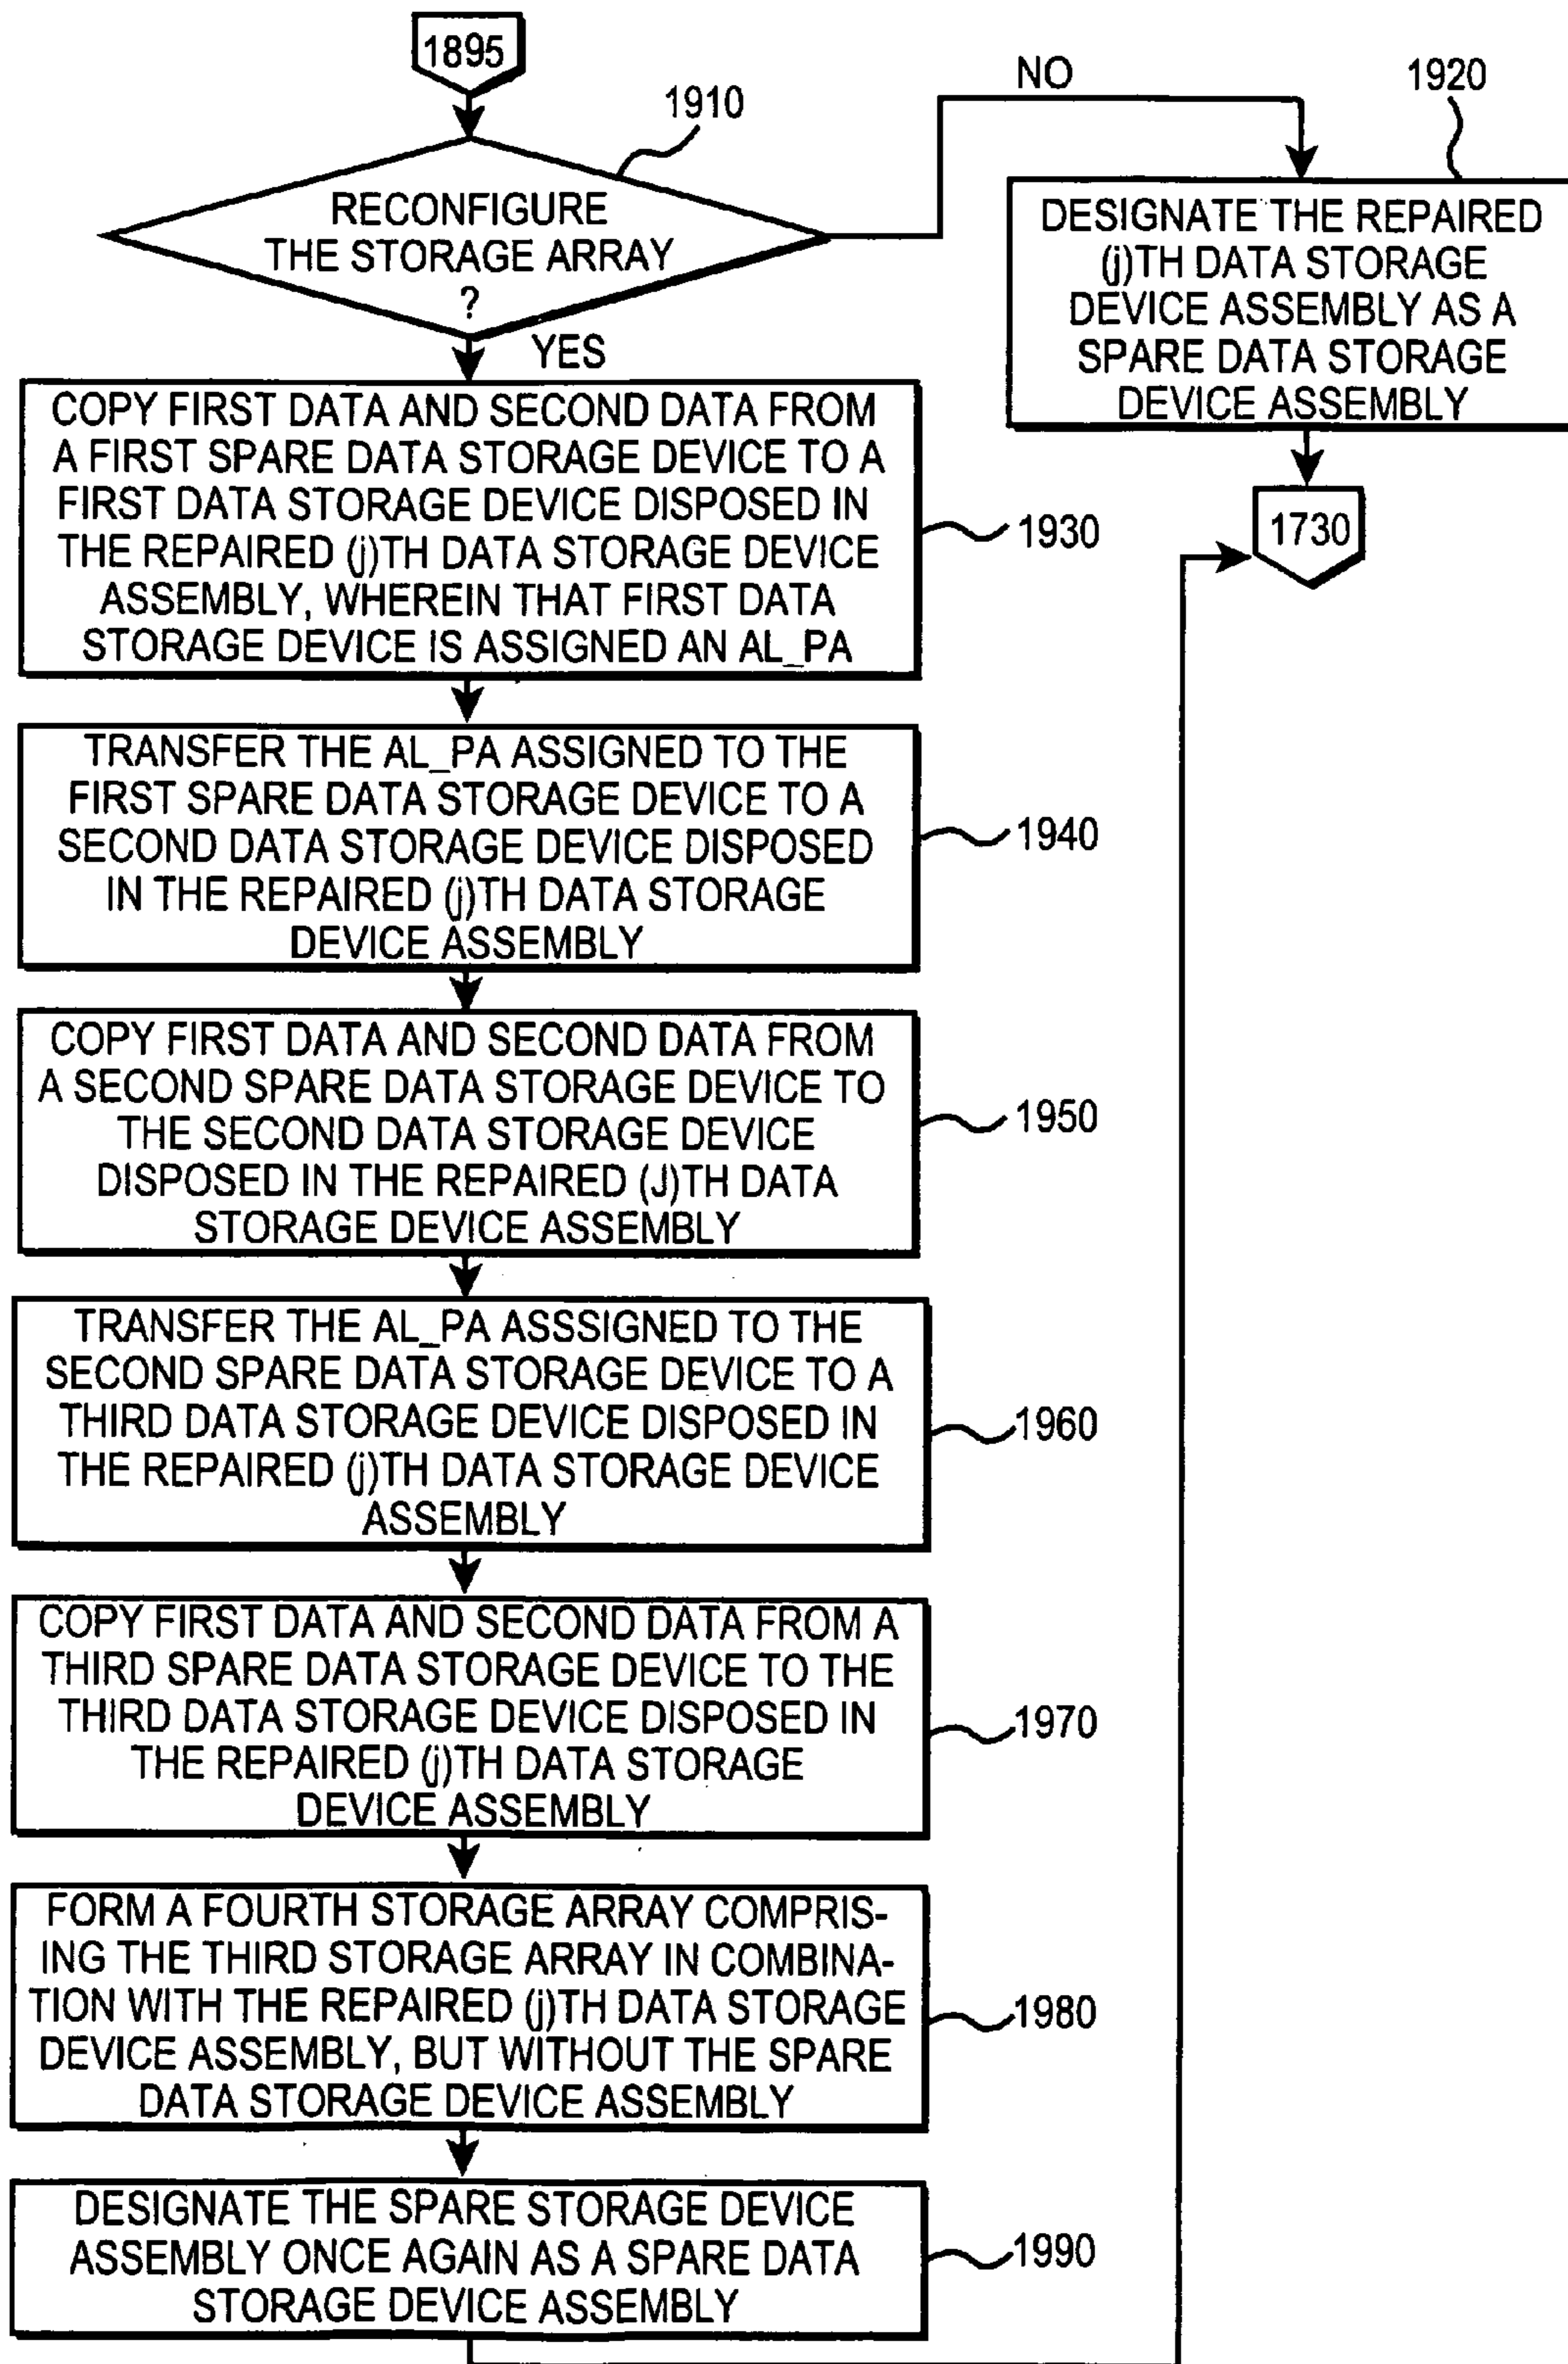 1895
1910
RECONFIGURE
THE STORAGE ARRAY
?
NO
1920
DESIGNATE THE REPAIRED
(j)TH DATA STORAGE
DEVICE ASSEMBLY AS A
SPARE DATA STORAGE
DEVICE ASSEMBLY
1730
YES
COPY FIRST DATA AND SECOND DATA FROM
A FIRST SPARE DATA STORAGE DEVICE TO A
FIRST DATA STORAGE DEVICE DISPOSED IN
THE REPAIRED (j)TH DATA STORAGE DEVICE
ASSEMBLY, WHEREIN THAT FIRST DATA
STORAGE DEVICE IS ASSIGNED AN AL_PA
1930
TRANSFER THE AL_PA ASSIGNED TO THE
FIRST SPARE DATA STORAGE DEVICE TO A
SECOND DATA STORAGE DEVICE DISPOSED
IN THE REPAIRED (j)TH DATA STORAGE
DEVICE ASSEMBLY
1940
COPY FIRST DATA AND SECOND DATA FROM
A SECOND SPARE DATA STORAGE DEVICE TO
THE SECOND DATA STORAGE DEVICE
DISPOSED IN THE REPAIRED (J)TH DATA
STORAGE DEVICE ASSEMBLY
1950
TRANSFER THE AL_PA ASSSIGNED TO THE
SECOND SPARE DATA STORAGE DEVICE TO A
THIRD DATA STORAGE DEVICE DISPOSED IN
THE REPAIRED (j)TH DATA STORAGE DEVICE
ASSEMBLY
1960
COPY FIRST DATA AND SECOND DATA FROM A
THIRD SPARE DATA STORAGE DEVICE TO THE
THIRD DATA STORAGE DEVICE DISPOSED IN
THE REPAIRED (j)TH DATA STORAGE
DEVICE ASSEMBLY
1970
FORM A FOURTH STORAGE ARRAY COMPRIS-
ING THE THIRD STORAGE ARRAY IN COMBINA-
TION WITH THE REPAIRED (j)TH DATA STORAGE
DEVICE ASSEMBLY, BUT WITHOUT THE SPARE
DATA STORAGE DEVICE ASSEMBLY
1980
DESIGNATE THE SPARE STORAGE DEVICE
ASSEMBLY ONCE AGAIN AS A SPARE DATA
STORAGE DEVICE ASSEMBLY
1990